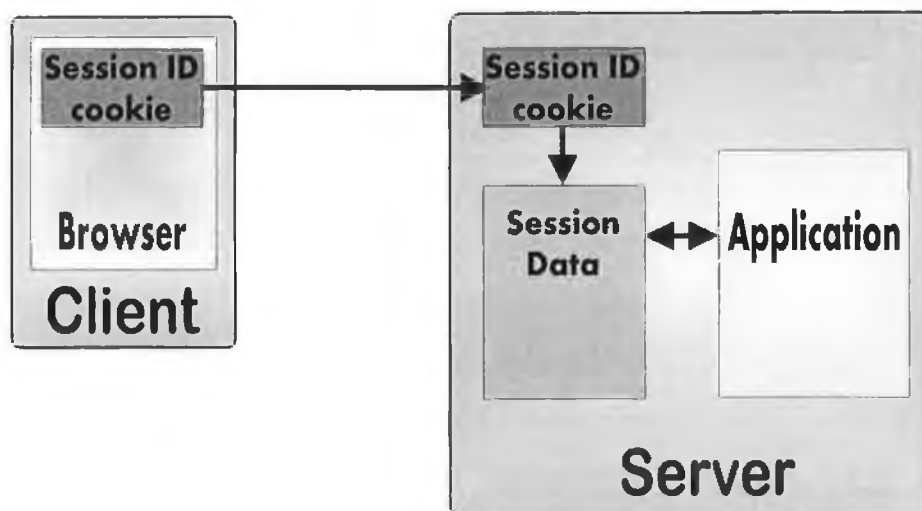 Session ID
cookie
Browser
Client
Session ID
cookie
Session
Data
Application
Server